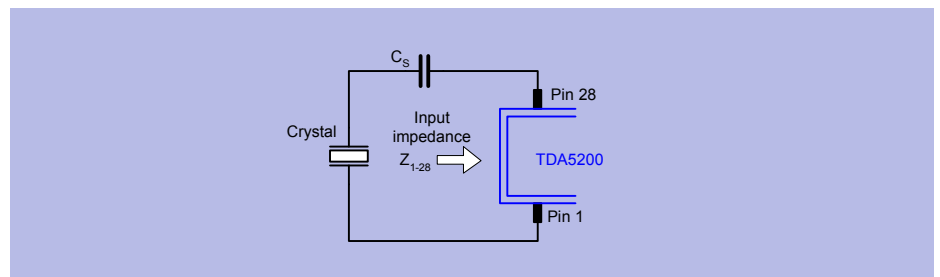 C_S
Pin 28
Input
impedance
Z_1-28
Crystal
TDA5200
Pin 1